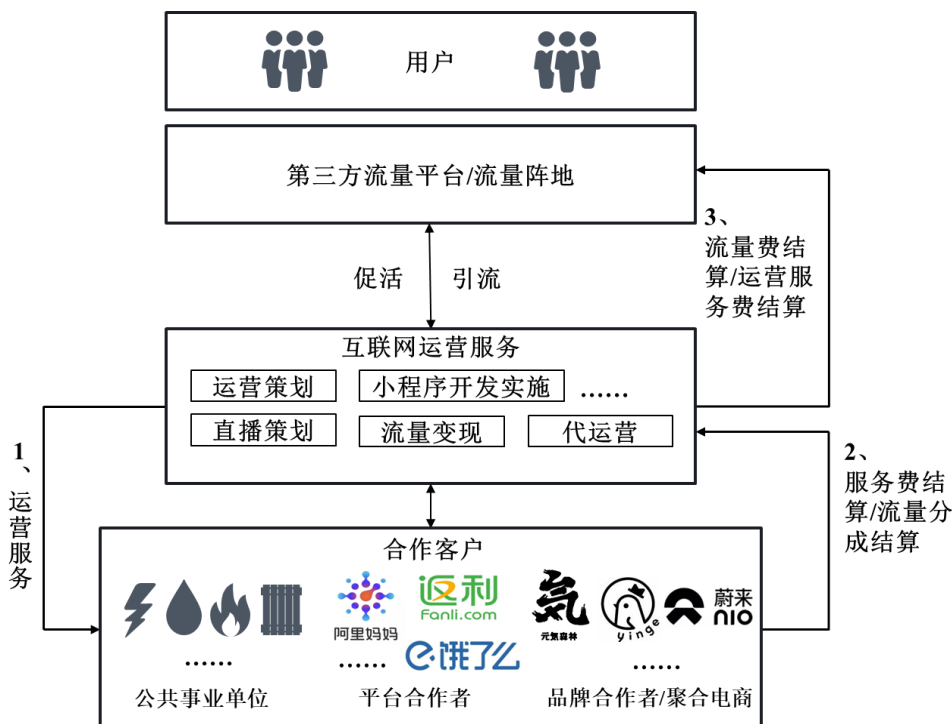 用户
第三方流量平台/流量阵地
促活
引流
3、
流量费结
算/运营服
务费结算
互联网运营服务
运营策划
小程序开发实施
......
直播策划
流量变现
代运营
1、
运营服务
2、
服务费结
算/流量分
成结算
合作客户
阿里妈妈
返利
Fanli.com
e·饿了么
気
元気森林
yinge
蔚来
NIO
......
......
......
公共事业单位
平台合作者
品牌合作者/聚合电商